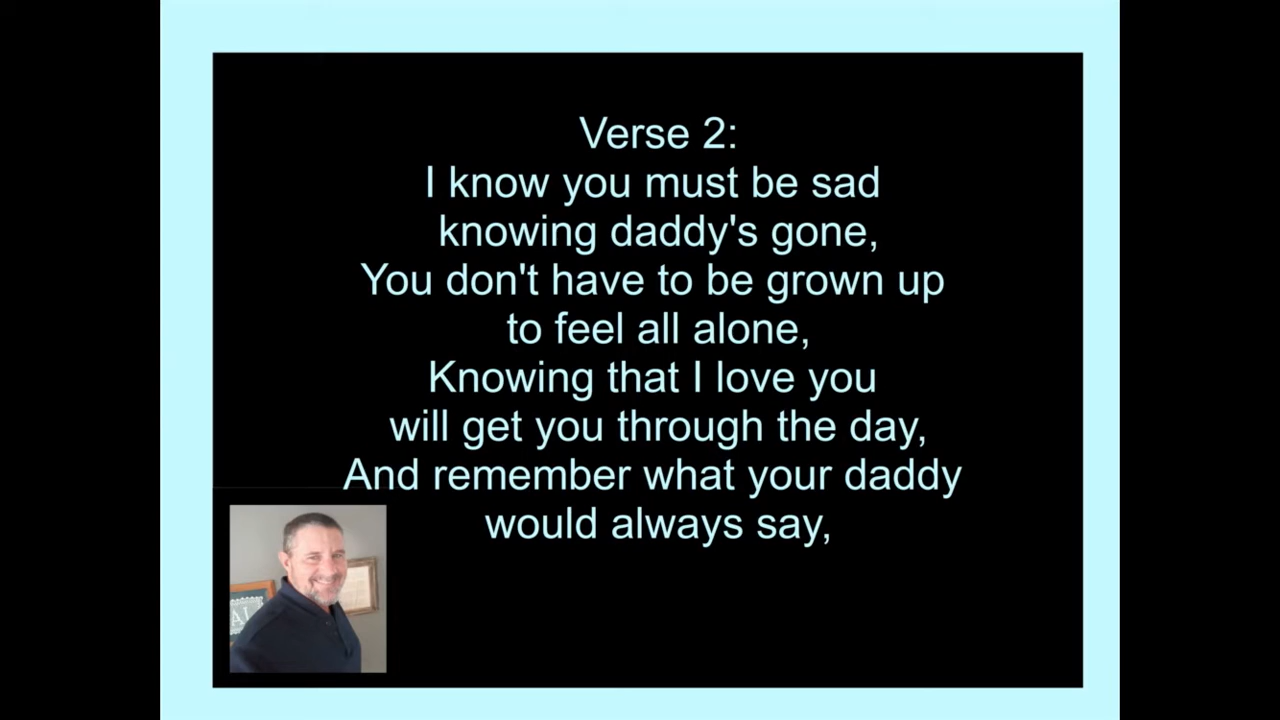 Verse 2:
I know you must be sad
knowing daddy's gone,
You don't have to be grown up
to feel all alone,
Knowing that I love you
will get you through the day,
And remember what your daddy
would always say,